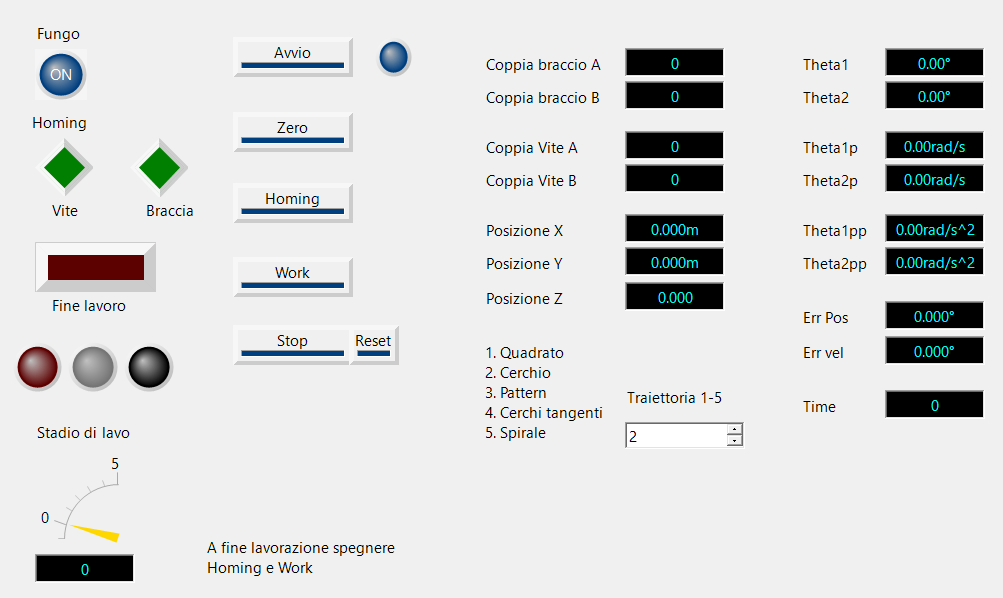 Fungo
ON
Homing
Vite
Braccia
Fine lavoro
Stadio di lavo
5
0
0
Avvio
Zero
Homing
Work
Stop
Reset
A fine lavorazione spegnere
Homing e Work
Coppia braccio A 0
Coppia braccio B 0
Coppia Vite A 0
Coppia Vite B 0
Posizione X 0.000m
Posizione Y 0.000m
Posizione Z 0.000
1. Quadrato
2. Cerchio
3. Pattern
4. Cerchi tangenti
5. Spirale
Traiettoria 1-5
2
Theta1 0.00°
Theta2 0.00°
Theta1p 0.00rad/s
Theta2p 0.00rad/s
Theta1pp 0.00rad/s^2
Theta2pp 0.00rad/s^2
Err Pos 0.000°
Err vel 0.000°
Time 0